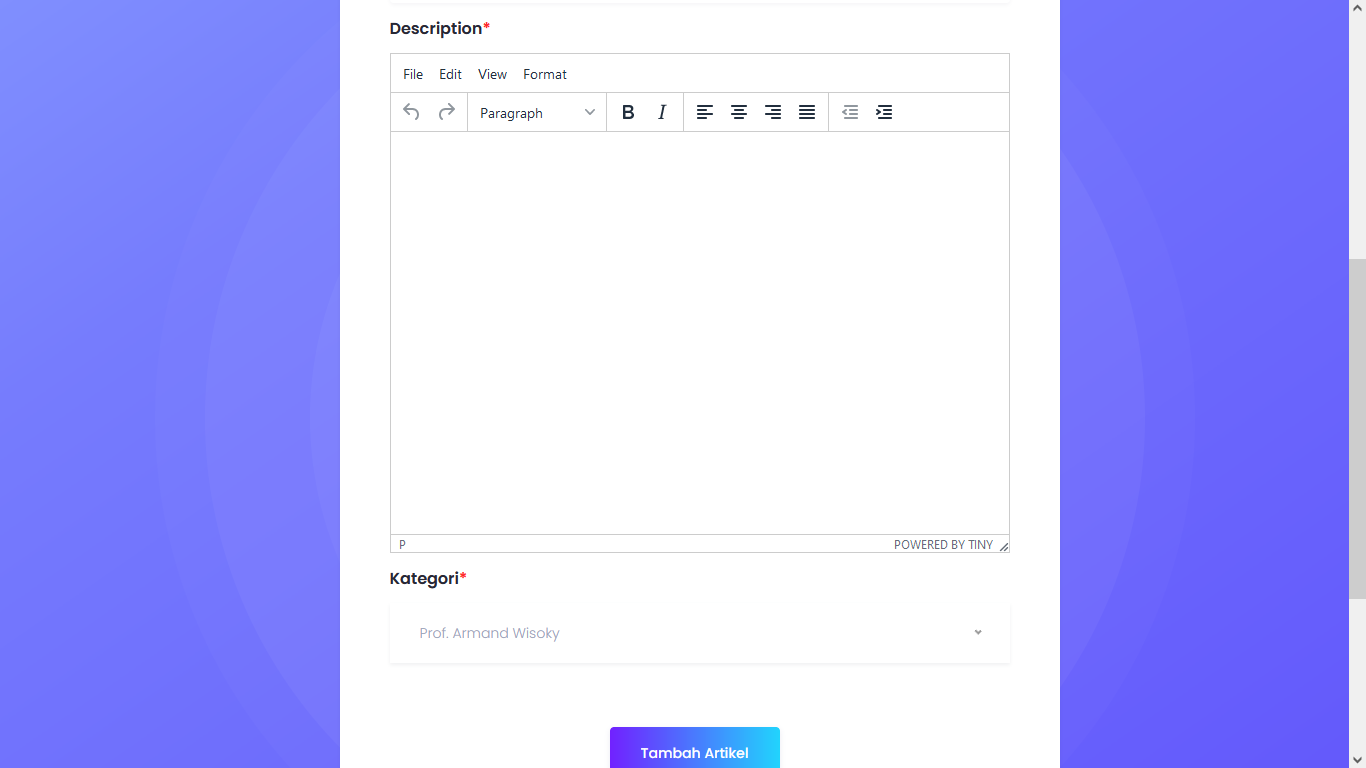 Description*
File Edit View Format
Paragraph B I
P POWERED BY TINY
Kategori*
Prof. Armand Wisoky
Tambah Artikel